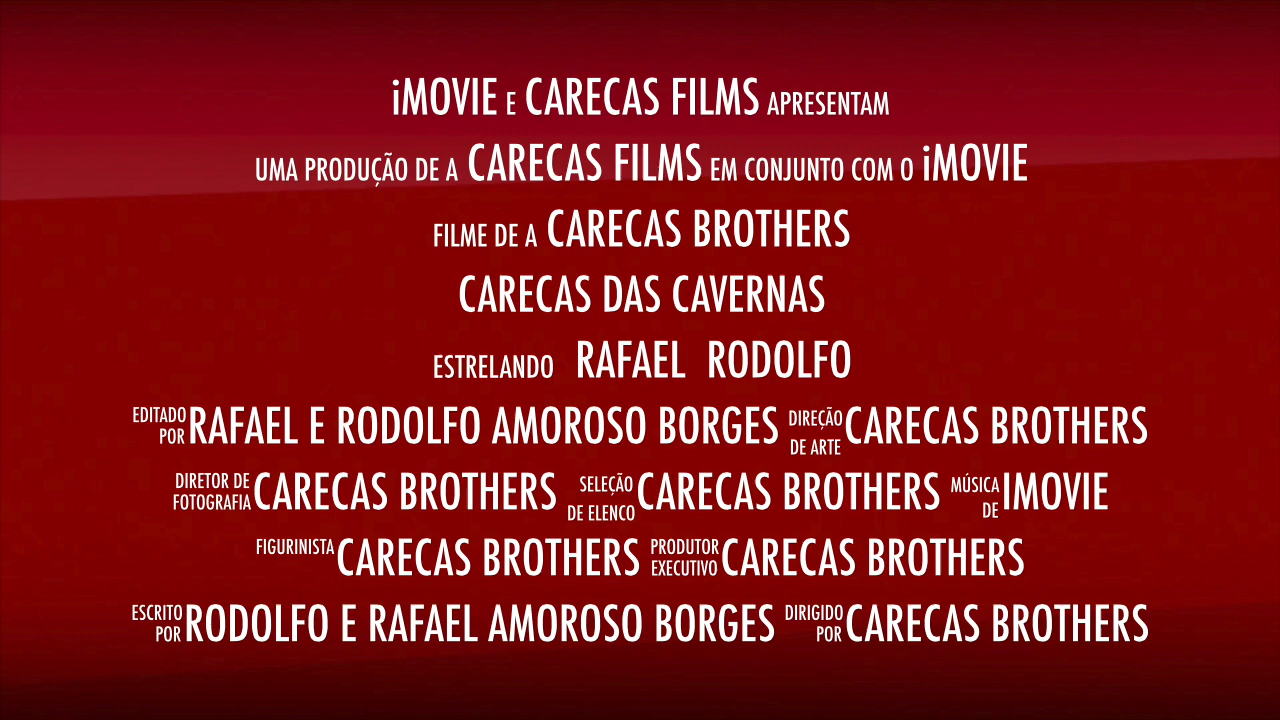 iMOVIE E CARECAS FILMS APRESENTAM
UMA PRODUÇÃO DE A CARECAS FILMS EM CONJUNTO COM O iMOVIE
FILME DE A CARECAS BROTHERS
CARECAS DAS CAVERNAS
ESTRELANDO RAFAEL RODOLFO
EDITADO POR RAFAEL E RODOLFO AMOROSO BORGES DIREÇÃO DE ARTE CARECAS BROTHERS
DIRETOR DE FOTOGRAFIA CARECAS BROTHERS SELEÇÃO DE ELENCO CARECAS BROTHERS MÚSICA DE IMOVIE
FIGURINISTA CARECAS BROTHERS PRODUTOR EXECUTIVO CARECAS BROTHERS
ESCRITO POR RODOLFO E RAFAEL AMOROSO BORGES DIRIGIDO POR CARECAS BROTHERS